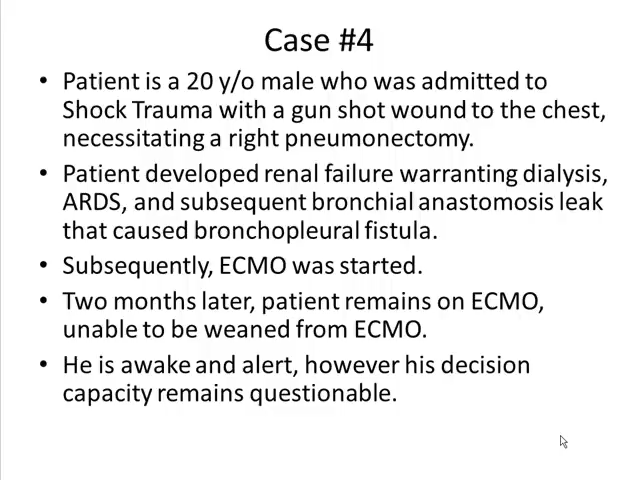 Case #4
• Patient is a 20 y/o male who was admitted to
Shock Trauma with a gun shot wound to the chest,
necessitating a right pneumonectomy.
• Patient developed renal failure warranting dialysis,
ARDS, and subsequent bronchial anastomosis leak
that caused bronchopleural fistula.
• Subsequently, ECMO was started.
• Two months later, patient remains on ECMO,
unable to be weaned from ECMO.
• He is awake and alert, however his decision
capacity remains questionable.